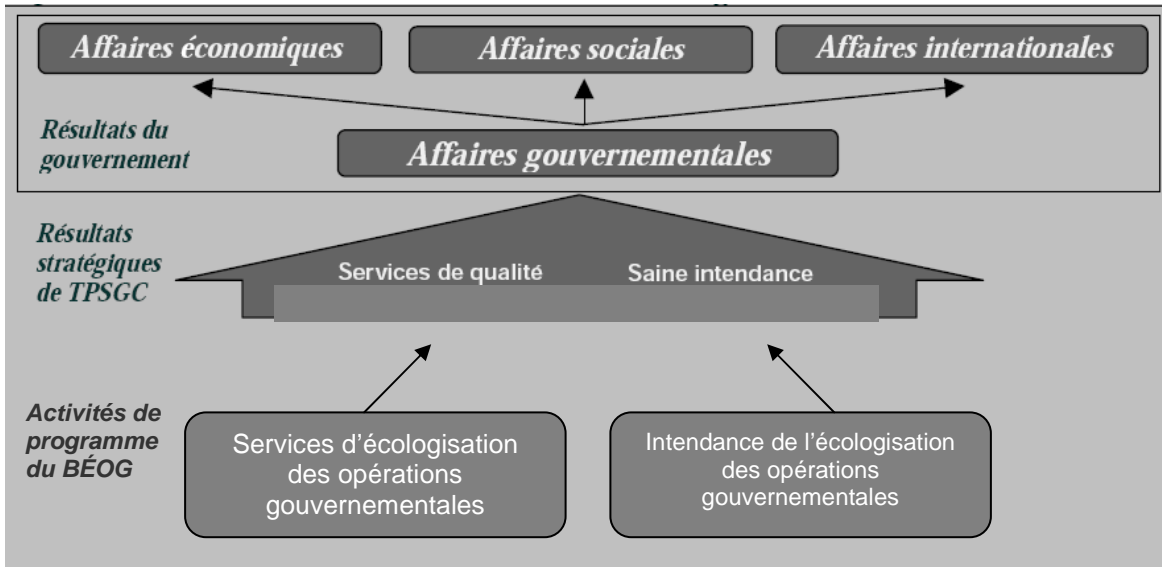 Affaires économiques
Affaires sociales
Affaires internationales
Résultats du
gouvernement
Affaires gouvernementales
Résultats
stratégiques
de TPSGC
Services de qualité
Saine intendance
Activités de
programme
du BÉOG
Services d'écologisation
des opérations
gouvernementales
Intendance de l'écologisation
des opérations
gouvernementales